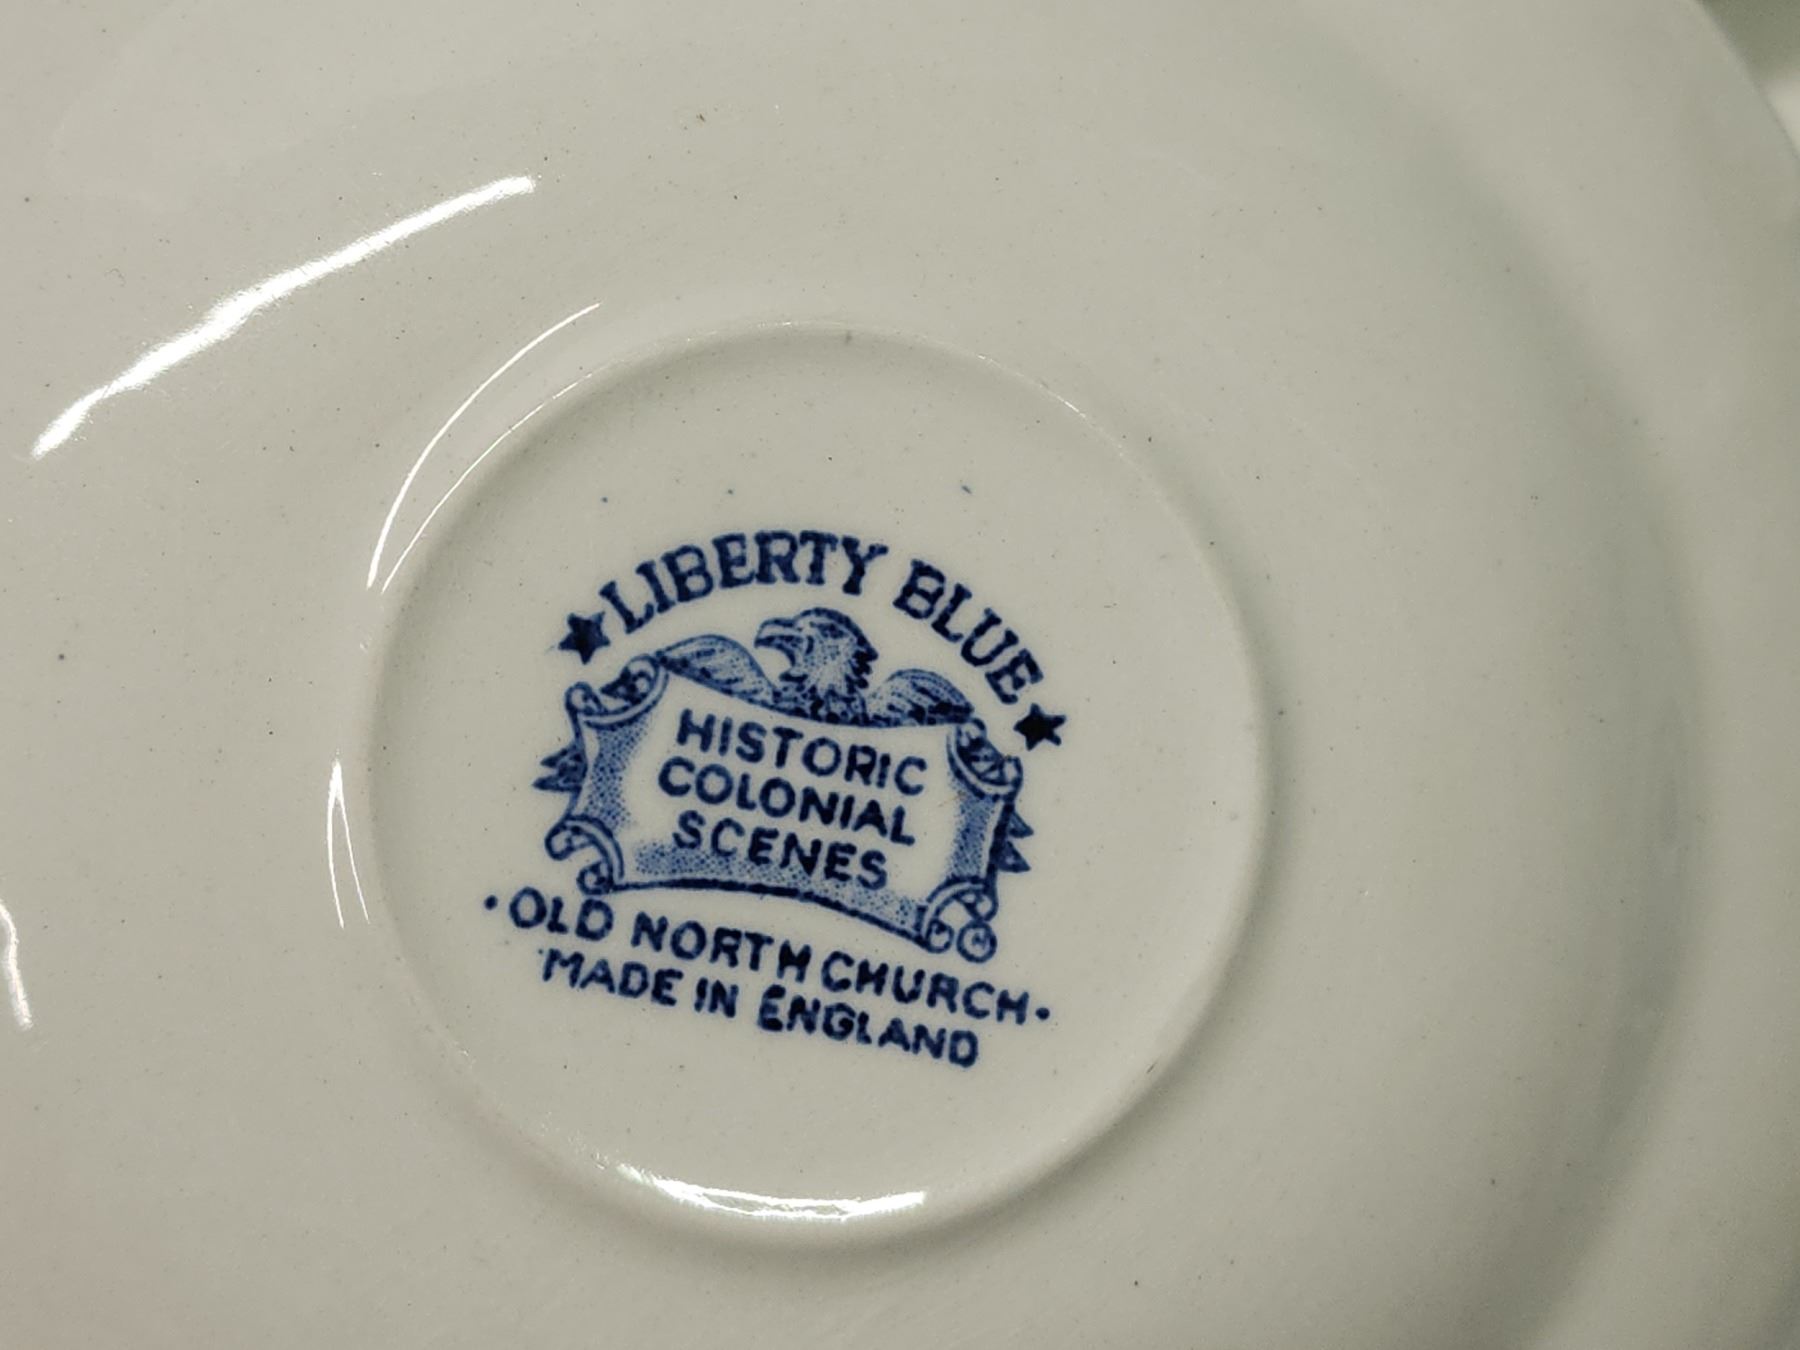 LIBERTY BLUE
HISTORIC
COLONIAL
SCENES
· OLD NORTH CHURCH ·
MADE IN ENGLAND